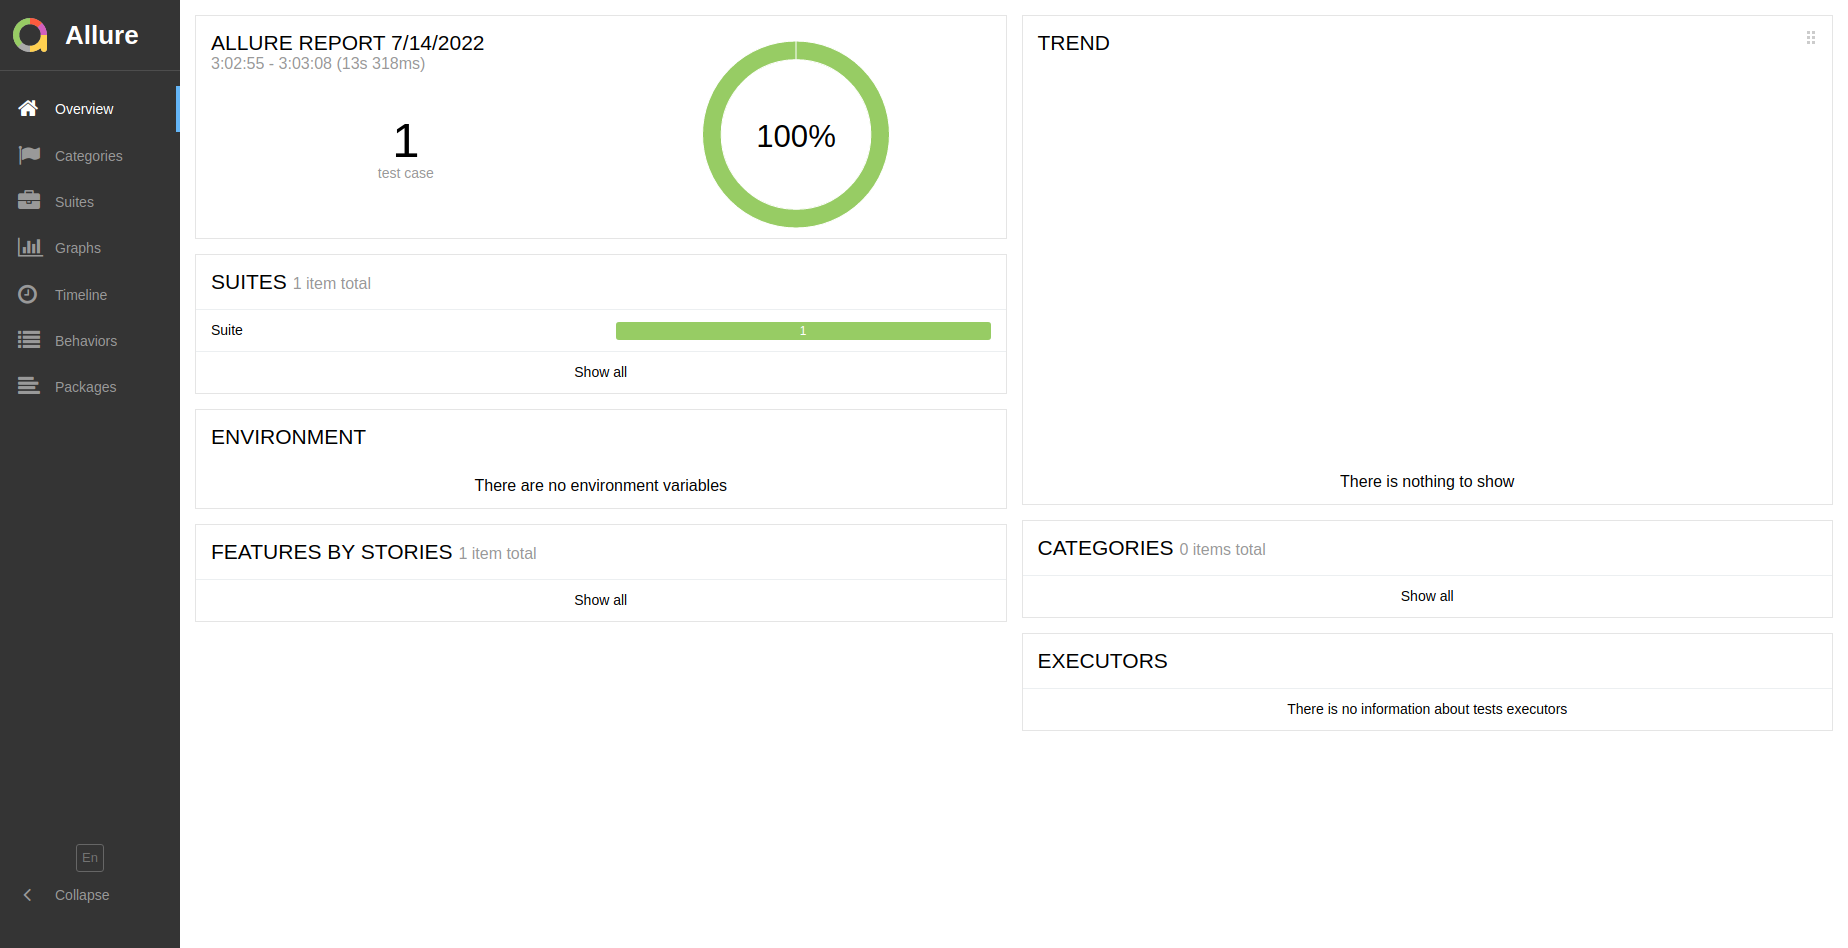 Allure
Overview
Categories
Suites
Graphs
Timeline
Behaviors
Packages
En
Collapse
ALLURE REPORT 7/14/2022
3:02:55 - 3:03:08 (13s 318ms)
1
test case
100%
SUITES 1 item total
Suite 1
Show all
ENVIRONMENT
There are no environment variables
FEATURES BY STORIES 1 item total
Show all
TREND
There is nothing to show
CATEGORIES 0 items total
Show all
EXECUTORS
There is no information about tests executors